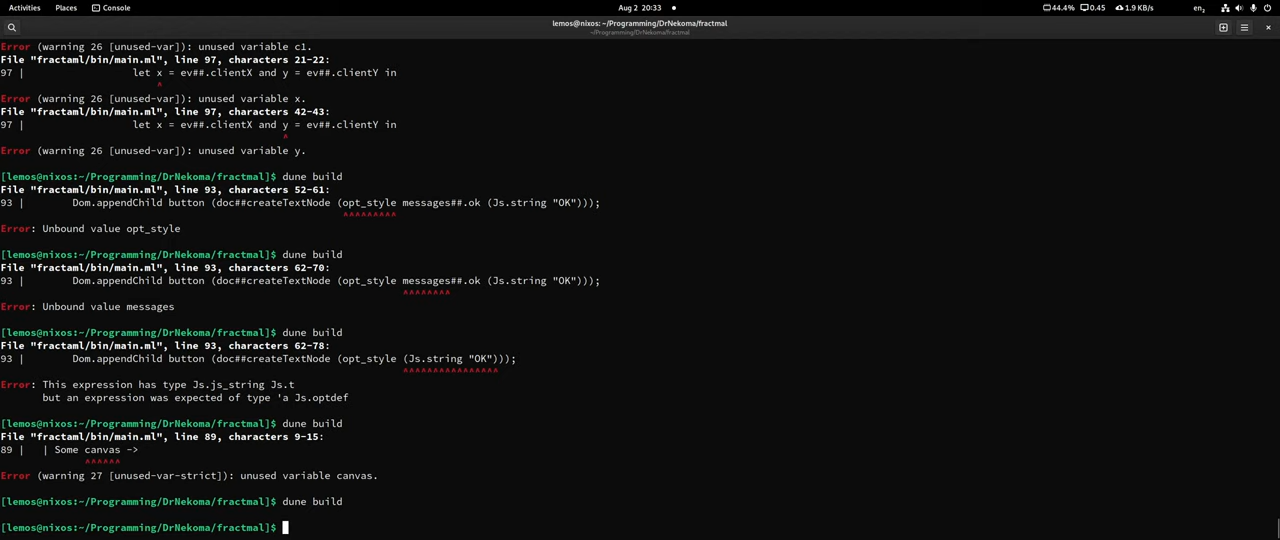 Activities Places Console Aug 2 20:33 44.4% 0.45 1.9 KB/s en₂
lemos@nixos: ~/Programming/DrNekoma/fractmal
~/Programming/DrNekoma/fractmal
Error (warning 26 [unused-var]): unused variable c1.
File "fractaml/bin/main.ml", line 97, characters 21-22:
97 | let x = ev##.clientX and y = ev##.clientY in
^
Error (warning 26 [unused-var]): unused variable x.
File "fractaml/bin/main.ml", line 97, characters 42-43:
97 | let x = ev##.clientX and y = ev##.clientY in
^
Error (warning 26 [unused-var]): unused variable y.
[lemos@nixos:~/Programming/DrNekoma/fractmal]$ dune build
File "fractaml/bin/main.ml", line 93, characters 52-61:
93 | Dom.appendChild button (doc##createTextNode (opt_style messages##.ok (Js.string "OK")));
^^^^^^^^^
Error: Unbound value opt_style
[lemos@nixos:~/Programming/DrNekoma/fractmal]$ dune build
File "fractaml/bin/main.ml", line 93, characters 62-70:
93 | Dom.appendChild button (doc##createTextNode (opt_style messages##.ok (Js.string "OK")));
^^^^^^^^
Error: Unbound value messages
[lemos@nixos:~/Programming/DrNekoma/fractmal]$ dune build
File "fractaml/bin/main.ml", line 93, characters 62-78:
93 | Dom.appendChild button (doc##createTextNode (opt_style (Js.string "OK")));
^^^^^^^^^^^^^^^^
Error: This expression has type Js.js_string Js.t
but an expression was expected of type 'a Js.optdef
[lemos@nixos:~/Programming/DrNekoma/fractmal]$ dune build
File "fractaml/bin/main.ml", line 89, characters 9-15:
89 | | Some canvas ->
^^^^^^
Error (warning 27 [unused-var-strict]): unused variable canvas.
[lemos@nixos:~/Programming/DrNekoma/fractmal]$ dune build
[lemos@nixos:~/Programming/DrNekoma/fractmal]$